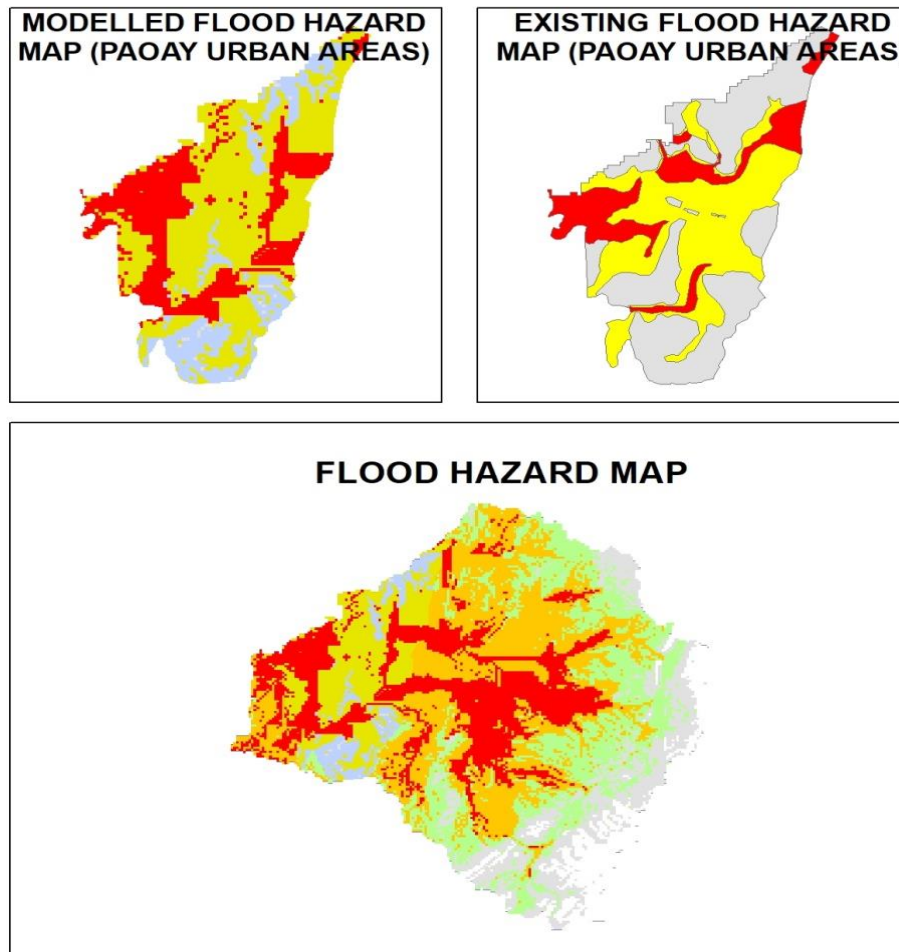 MODELLED FLOOD HAZARD
MAP (PAOAY URBAN AREAS)
EXISTING FLOOD HAZARD
MAP (PAOAY URBAN AREAS
FLOOD HAZARD MAP